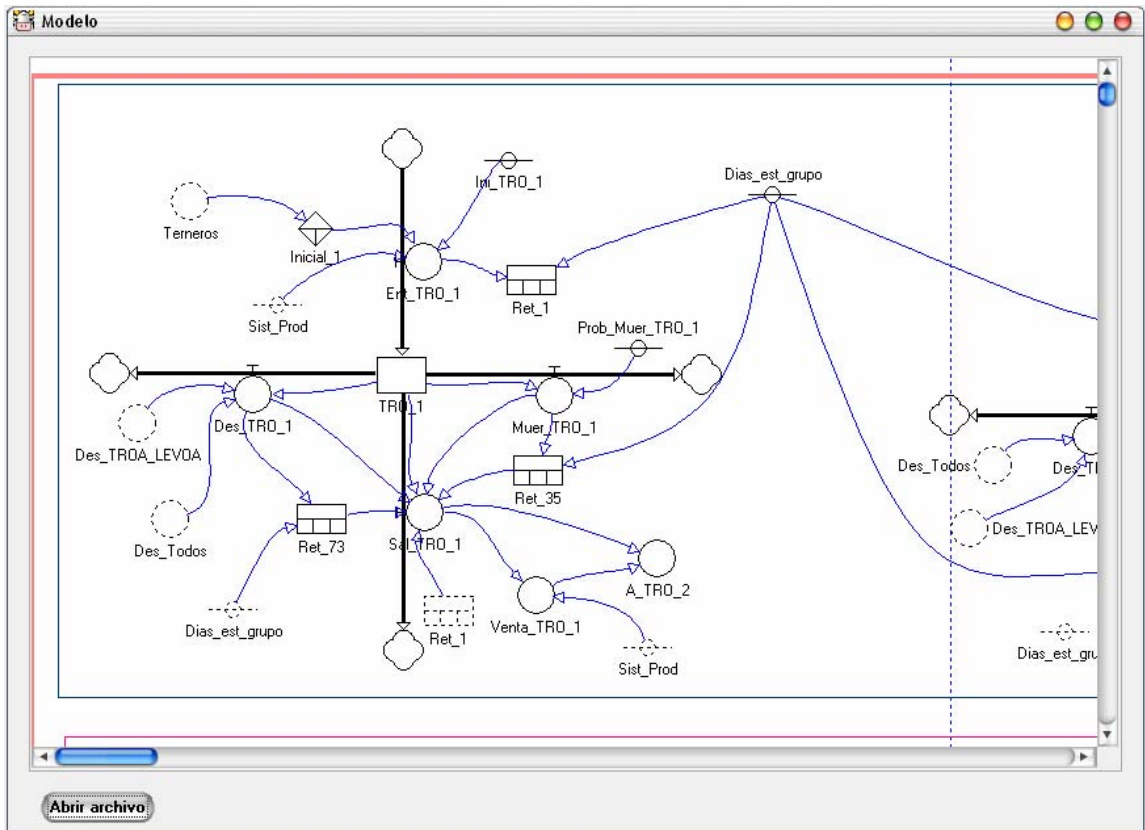 Modelo
Ini_TRO_1
Dias_est_grupo
Terneros
Inicial_1
Ent_TRO_1
Ret_1
Sist_Prod
Prob_Muer_TRO_1
TRO_1
Des_TRO_1
Muer_TRO_1
Des_TROA_LEVOA
Des_Todos
Des_TR
Ret_35
Des_TROA_LEV
Des_Todos
Ret_73
Sal_TRO_1
A_TRO_2
Dias_est_grupo
Ret_1
Venta_TRO_1
Sist_Prod
Dias_est_gru
Abrir archivo